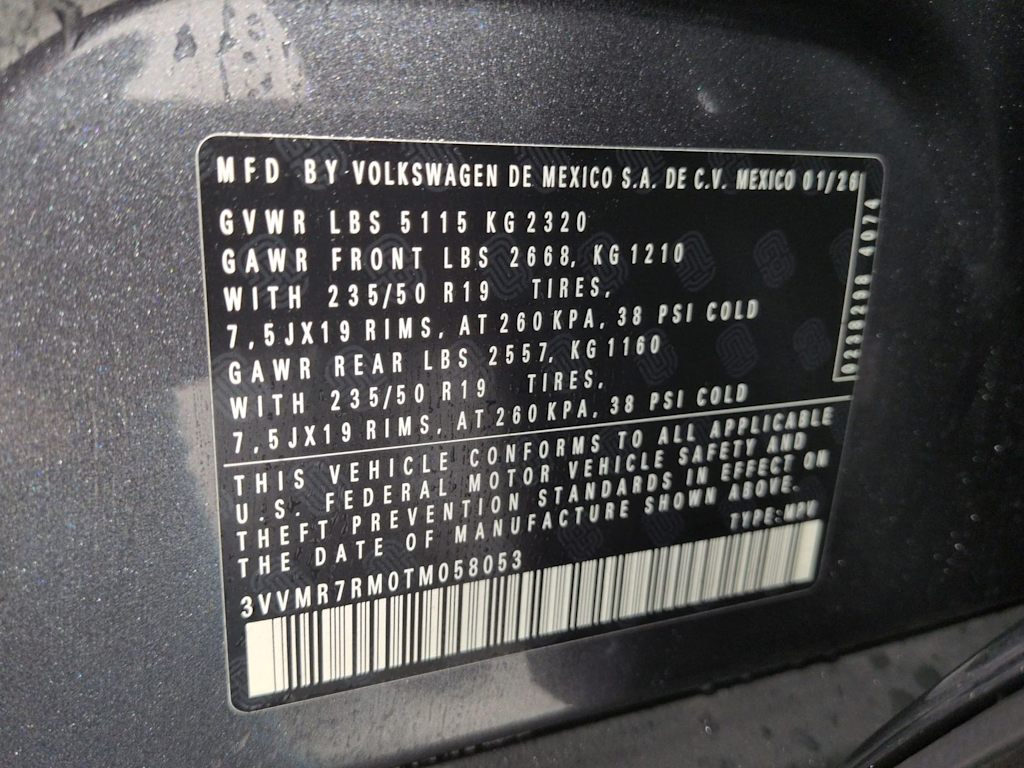 MFD BY VOLKSWAGEN DE MEXICO S.A. DE C.V. MEXICO 01/26
GVWR LBS 5115 KG 2320
GAWR FRONT LBS 2668, KG 1210
WITH 235/50 R19 TIRES,
7,5JX19 RIMS, AT 260 KPA, 38 PSI COLD
GAWR REAR LBS 2557, KG 1160
WITH 235/50 R19 TIRES,
7,5JX19 RIMS, AT 260 KPA, 38 PSI COLD
THIS VEHICLE CONFORMS TO ALL APPLICABLE
U.S. FEDERAL MOTOR VEHICLE SAFETY AND
THEFT PREVENTION STANDARDS IN EFFECT ON
THE DATE OF MANUFACTURE SHOWN ABOVE.
TYPE:MPV
3VVMR7RM0TM058053
4074